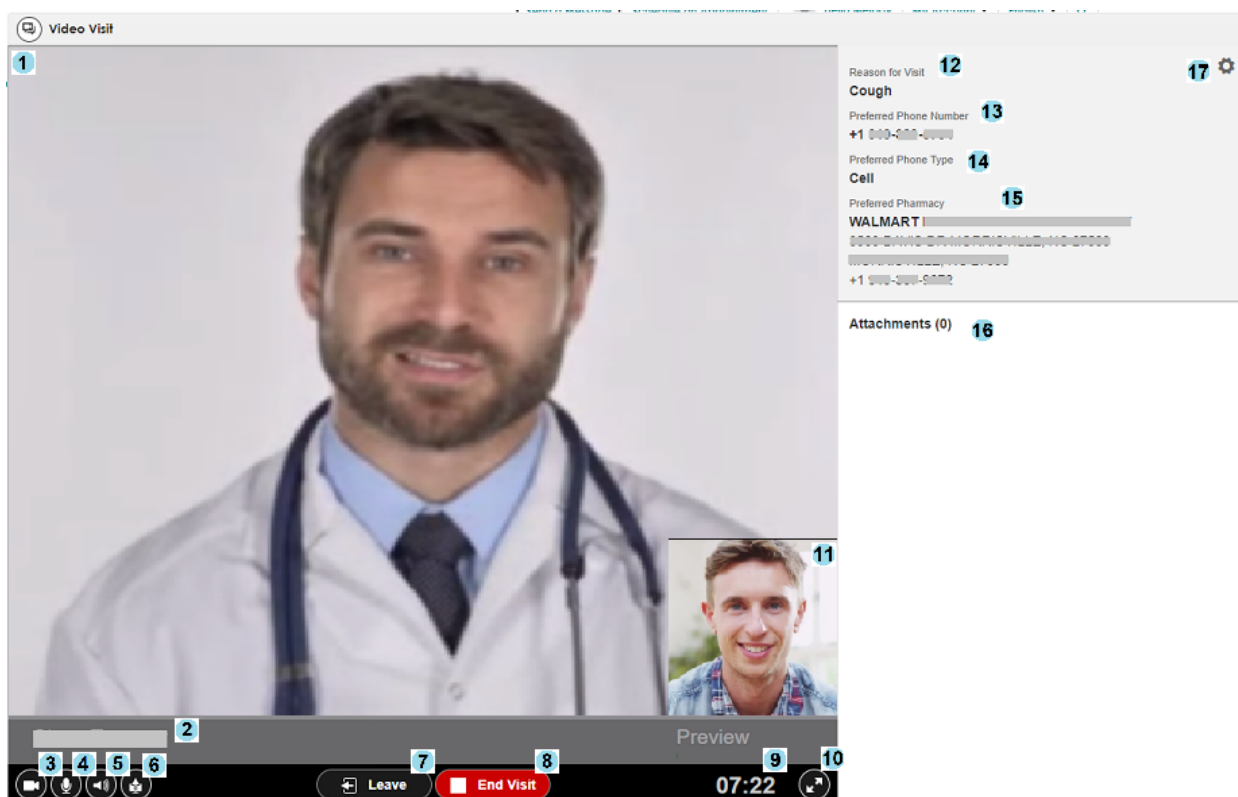 Video Visit
1
Reason for Visit 12
17
Cough
Preferred Phone Number 13
+1
Preferred Phone Type 14
Cell
Preferred Pharmacy 15
WALMART
+1
Attachments (0) 16
11
2
Preview
3 4 5 6 7 8 9 10
Leave
End Visit
07:22